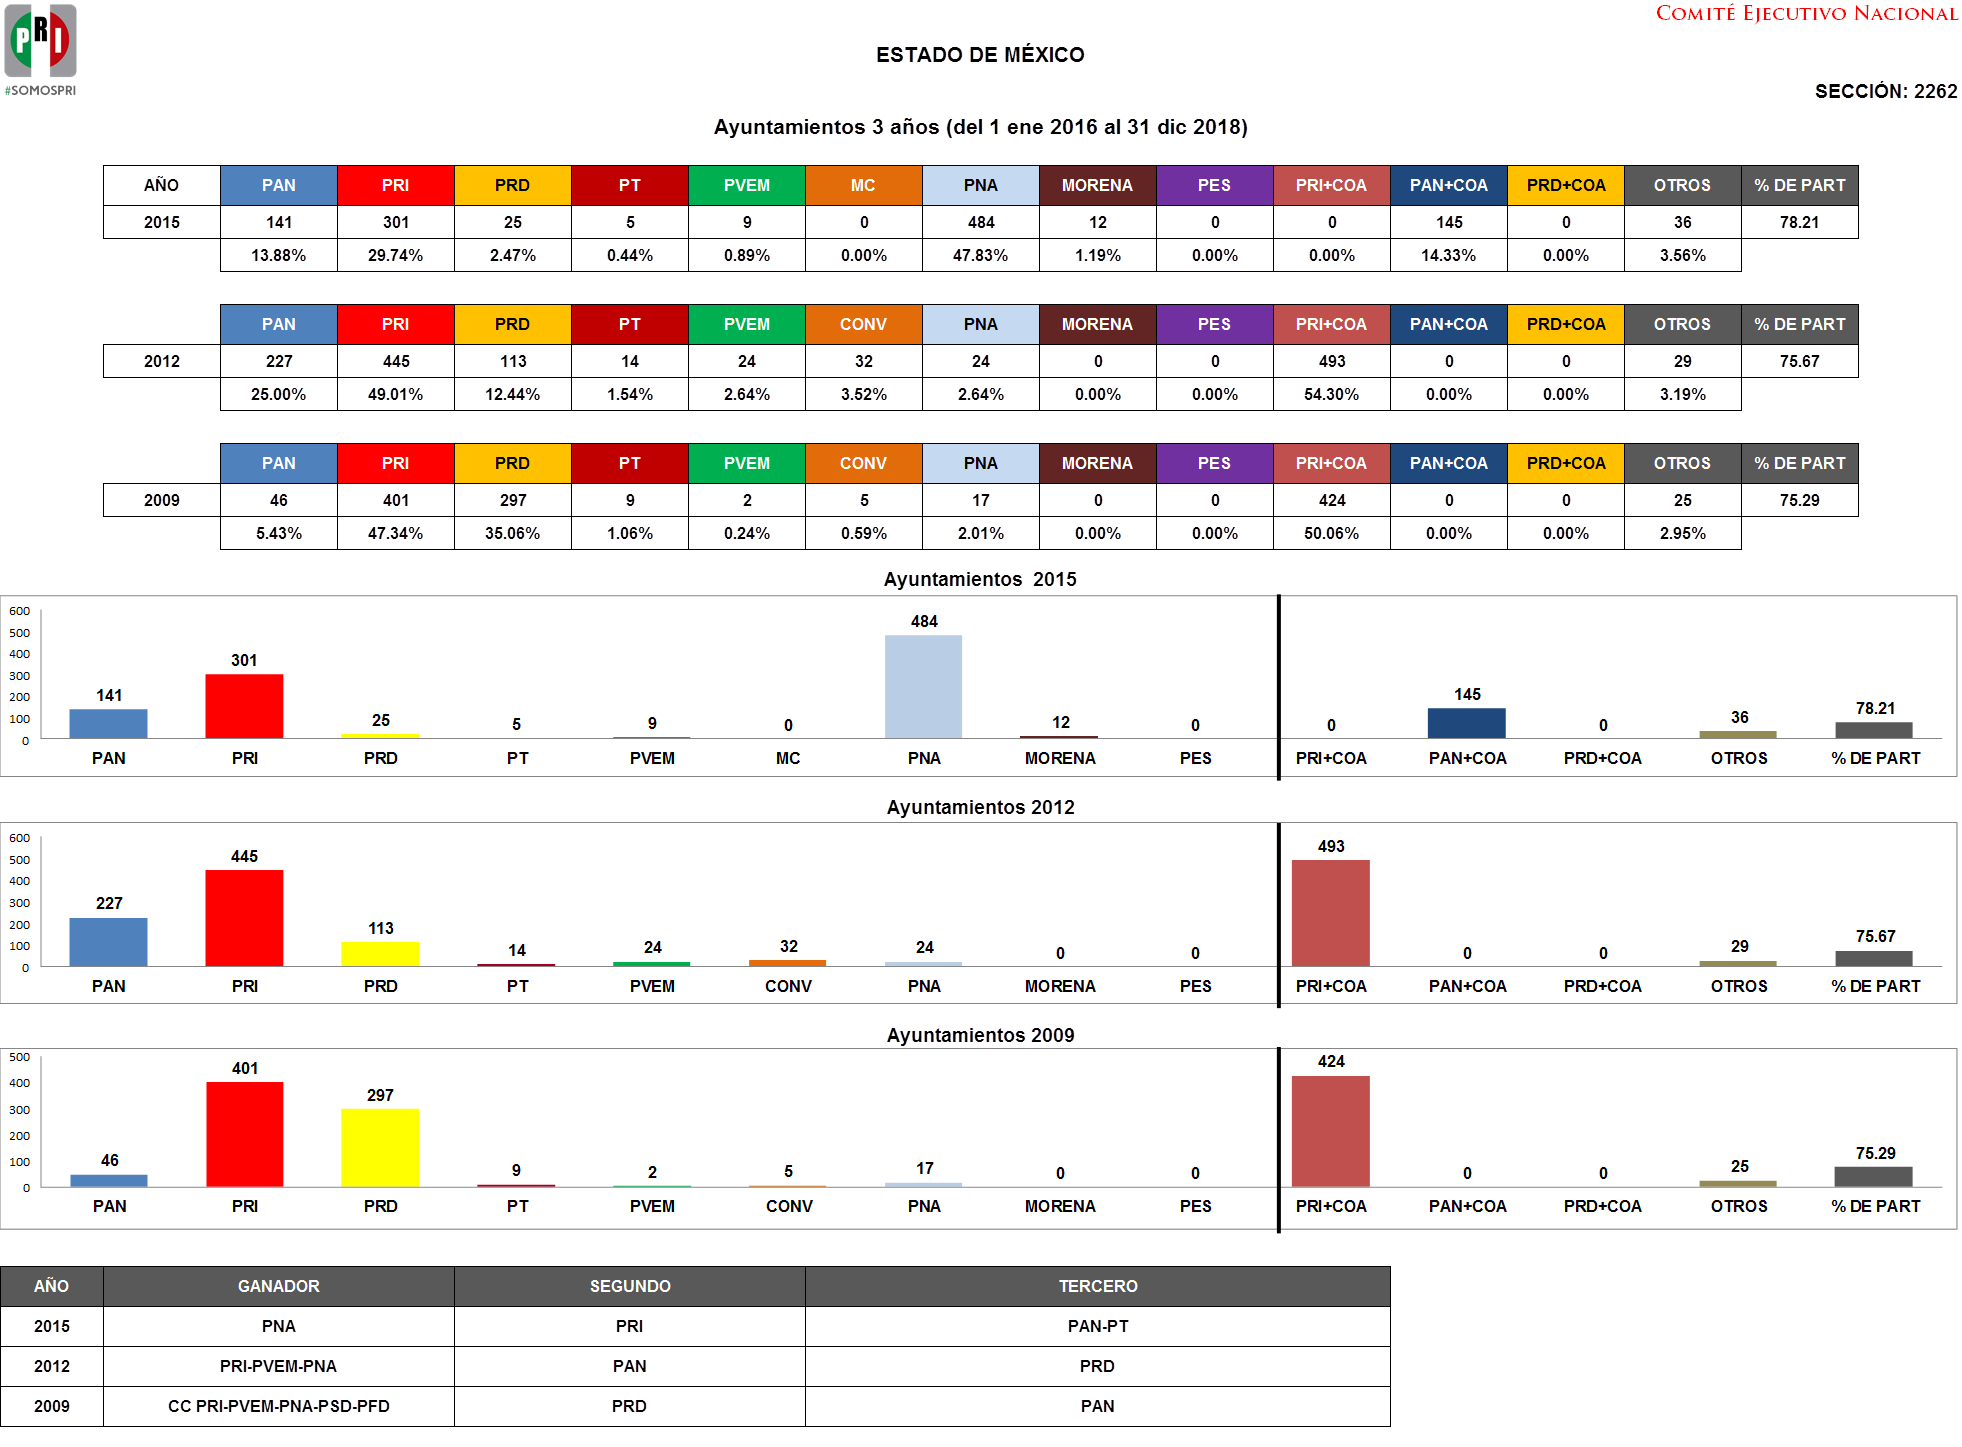 PRI
#SOMOSPRI
COMITÉ EJECUTIVO NACIONAL
ESTADO DE MÉXICO
SECCIÓN: 2262
Ayuntamientos 3 años (del 1 ene 2016 al 31 dic 2018)
AÑO PAN PRI PRD PT PVEM MC PNA MORENA PES PRI+COA PAN+COA PRD+COA OTROS % DE PART
2015 141 301 25 5 9 0 484 12 0 0 145 0 36 78.21
13.88% 29.74% 2.47% 0.44% 0.89% 0.00% 47.83% 1.19% 0.00% 0.00% 14.33% 0.00% 3.56%
PAN PRI PRD PT PVEM CONV PNA MORENA PES PRI+COA PAN+COA PRD+COA OTROS % DE PART
2012 227 445 113 14 24 32 24 0 0 493 0 0 29 75.67
25.00% 49.01% 12.44% 1.54% 2.64% 3.52% 2.64% 0.00% 0.00% 54.30% 0.00% 0.00% 3.19%
PAN PRI PRD PT PVEM CONV PNA MORENA PES PRI+COA PAN+COA PRD+COA OTROS % DE PART
2009 46 401 297 9 2 5 17 0 0 424 0 0 25 75.29
5.43% 47.34% 35.06% 1.06% 0.24% 0.59% 2.01% 0.00% 0.00% 50.06% 0.00% 0.00% 2.95%
Ayuntamientos 2015
600
500
400
300
200
100
0
141 301 25 5 9 0 484 12 0 0 145 0 36 78.21
PAN PRI PRD PT PVEM MC PNA MORENA PES PRI+COA PAN+COA PRD+COA OTROS % DE PART
Ayuntamientos 2012
600
500
400
300
200
100
0
227 445 113 14 24 32 24 0 0 493 0 0 29 75.67
PAN PRI PRD PT PVEM CONV PNA MORENA PES PRI+COA PAN+COA PRD+COA OTROS % DE PART
Ayuntamientos 2009
500
400
300
200
100
0
46 401 297 9 2 5 17 0 0 424 0 0 25 75.29
PAN PRI PRD PT PVEM CONV PNA MORENA PES PRI+COA PAN+COA PRD+COA OTROS % DE PART
AÑO GANADOR SEGUNDO TERCERO
2015 PNA PRI PAN-PT
2012 PRI-PVEM-PNA PAN PRD
2009 CC PRI-PVEM-PNA-PSD-PFD PRD PAN